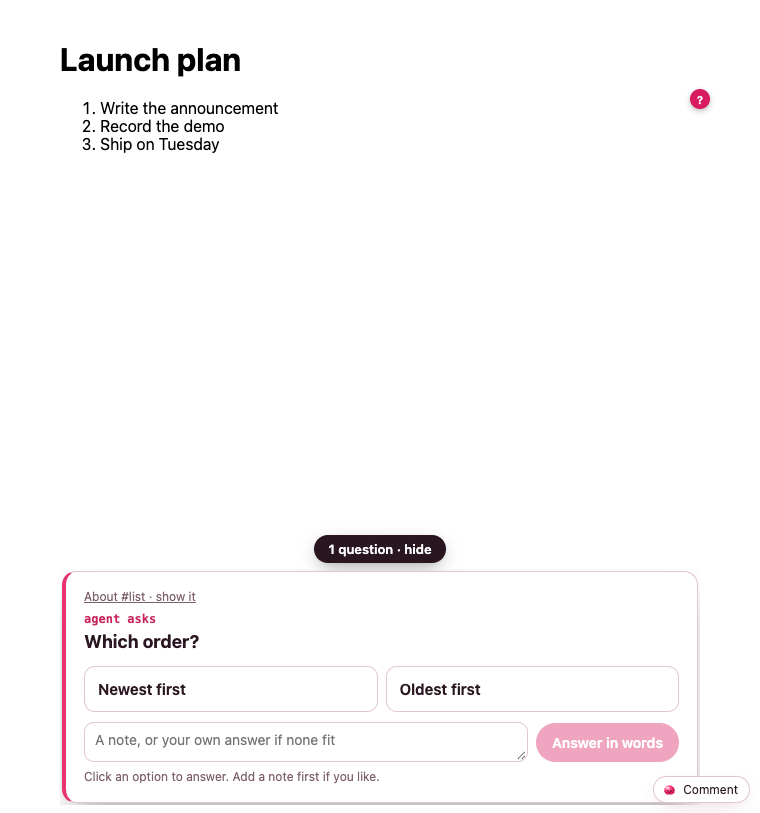 Launch plan
1. Write the announcement
?
2. Record the demo
3. Ship on Tuesday
1 question · hide
About #list · show it
agent asks
Which order?
Newest first
Oldest first
A note, or your own answer if none fit
Answer in words
Click an option to answer. Add a note first if you like.
Comment